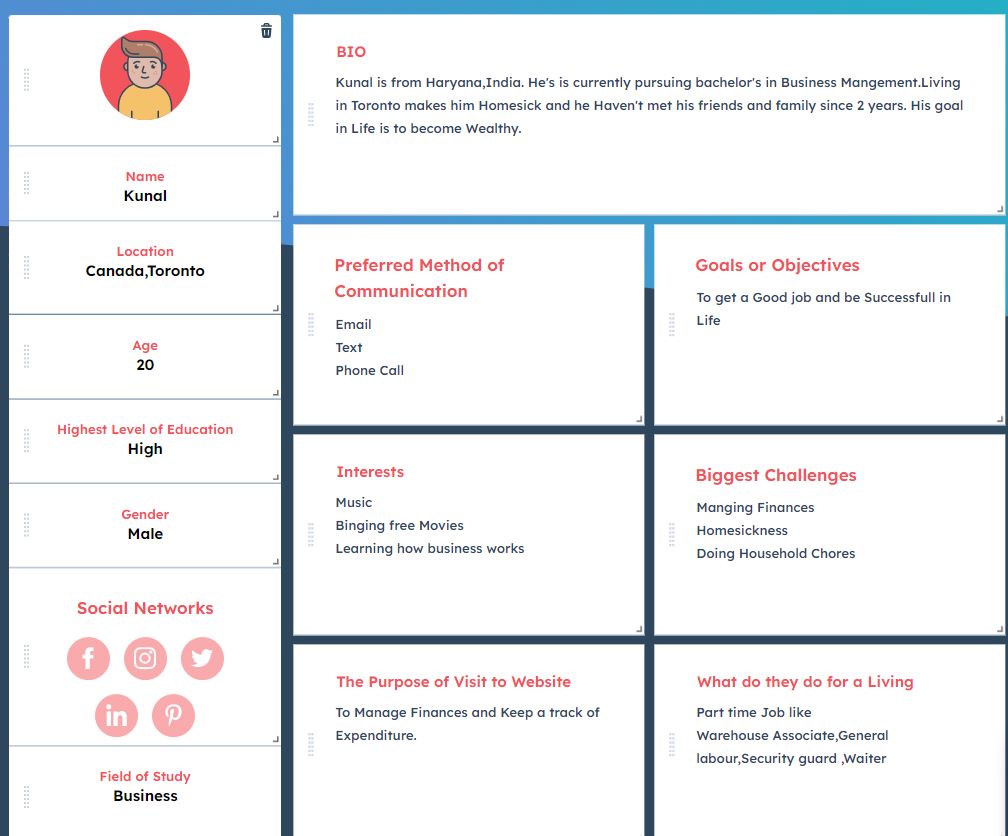 Name
Kunal
Location
Canada,Toronto
Age
20
Highest Level of Education
High
Gender
Male
Social Networks
Field of Study
Business
BIO
Kunal is from Haryana,India. He's is currently pursuing bachelor's in Business Mangement.Living
in Toronto makes him Homesick and he Haven't met his friends and family since 2 years. His goal
in Life is to become Wealthy.
Preferred Method of
Communication
Email
Text
Phone Call
Goals or Objectives
To get a Good job and be Successfull in
Life
Interests
Music
Binging free Movies
Learning how business works
Biggest Challenges
Manging Finances
Homesickness
Doing Household Chores
The Purpose of Visit to Website
To Manage Finances and Keep a track of
Expenditure.
What do they do for a Living
Part time Job like
Warehouse Associate,General
labour,Security guard ,Waiter